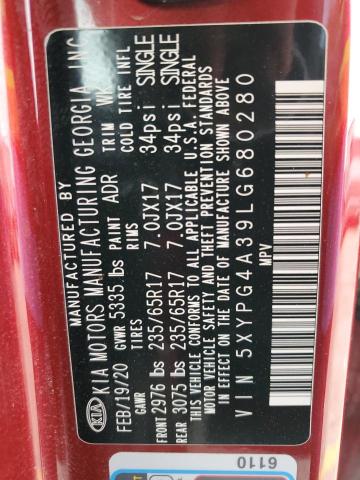 MANUFACTURED BY
KIA KIA MOTORS MANUFACTURING GEORGIA, INC
FEB/19/20 GVWR 5335.lbs PAINT ADR TRIM WK
GAWR TIRES RIMS COLD TIRE INFL
FRONT 2976 lbs 235/65R17 7.0JX17 34psi SINGLE
REAR 3075 lbs 235/65R17 7.0JX17 34psi SINGLE
THIS VEHICLE CONFORMS TO ALL APPLICABLE U.S.A. FEDERAL
MOTOR VEHICLE SAFETY AND THEFT PREVENTION STANDARDS
IN EFFECT ON THE DATE OF MANUFACTURE SHOWN ABOVE
VIN 5XYPG4A39LG680280
MPV
6110